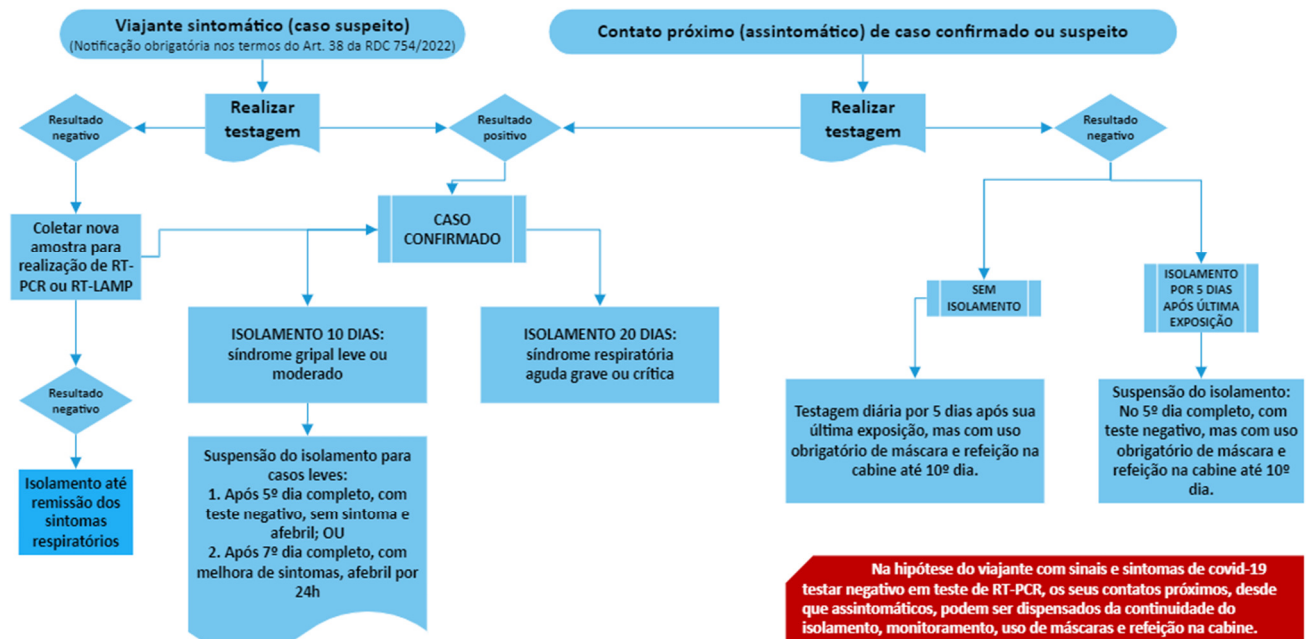 Viajante sintomático (caso suspeito)
(Notificação obrigatória nos termos do Art. 38 da RDC 754/2022)
Contato próximo (assintomático) de caso confirmado ou suspeito
Resultado
negativo
Realizar
testagem
Resultado
positivo
Realizar
testagem
Resultado
negativo
Coletar nova
amostra para
realização de RT-
PCR ou RT-LAMP
CASO
CONFIRMADO
SEM
ISOLAMENTO
ISOLAMENTO
POR 5 DIAS
APÓS ÚLTIMA
EXPOSIÇÃO
ISOLAMENTO 10 DIAS:
síndrome gripal leve ou
moderado
ISOLAMENTO 20 DIAS:
síndrome respiratória
aguda grave ou crítica
Resultado
negativo
Testagem diária por 5 dias após sua
última exposição, mas com uso
obrigatório de máscara e refeição na
cabine até 10º dia.
Suspensão do isolamento:
No 5º dia completo, com
teste negativo, mas com uso
obrigatório de máscara e
refeição na cabine até 10º
dia.
Isolamento até
remissão dos
sintomas
respiratórios
Suspensão do isolamento para
casos leves:
1. Após 5º dia completo, com
teste negativo, sem sintoma e
afebril; OU
2. Após 7º dia completo, com
melhora de sintomas, afebril por
24h
Na hipótese do viajante com sinais e sintomas de covid-19
testar negativo em teste de RT-PCR, os seus contatos próximos, desde
que assintomáticos, podem ser dispensados da continuidade do
isolamento, monitoramento, uso de máscaras e refeição na cabine.